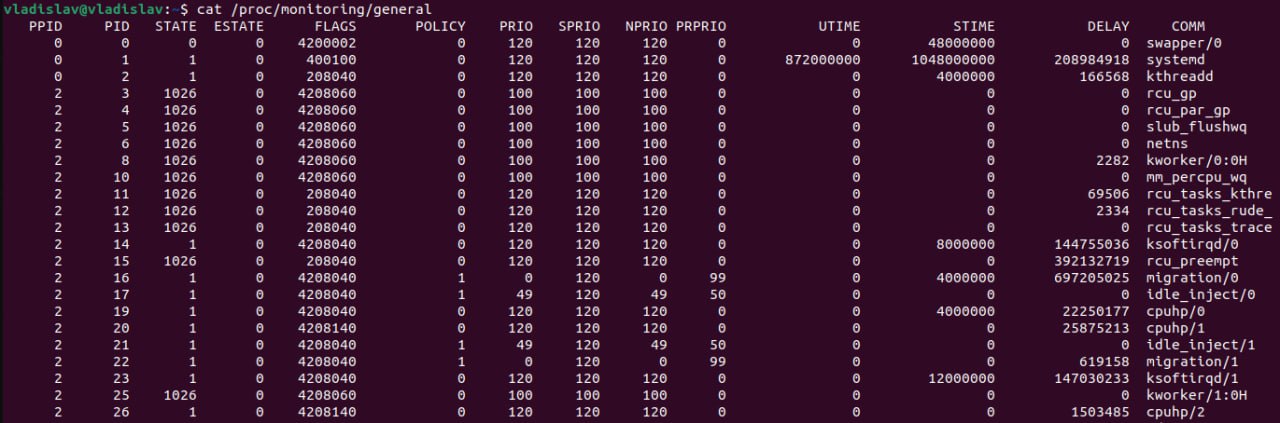 vladislav@vladislav:~$ cat /proc/monitoring/general
PPID PID STATE ESTATE FLAGS POLICY PRIO SPRIO NPRIO PRPRIO UTIME STIME DELAY COMM
0 0 0 0 4200002 0 120 120 120 0 0 48000000 0 swapper/0
0 1 1 0 400100 0 120 120 120 0 872000000 1048000000 208984918 systemd
0 2 1 0 208040 0 120 120 120 0 0 4000000 166568 kthreadd
2 3 1026 0 4208060 0 100 100 100 0 0 0 0 rcu_gp
2 4 1026 0 4208060 0 100 100 100 0 0 0 0 rcu_par_gp
2 5 1026 0 4208060 0 100 100 100 0 0 0 0 slub_flushwq
2 6 1026 0 4208060 0 100 100 100 0 0 0 0 netns
2 8 1026 0 4208060 0 100 100 100 0 0 0 2282 kworker/0:0H
2 10 1026 0 4208060 0 100 100 100 0 0 0 0 mm_percpu_wq
2 11 1026 0 208040 0 120 120 120 0 0 0 69506 rcu_tasks_kthre
2 12 1026 0 208040 0 120 120 120 0 0 0 2334 rcu_tasks_rude_
2 13 1026 0 208040 0 120 120 120 0 0 0 0 rcu_tasks_trace
2 14 1 0 4208040 0 120 120 120 0 0 8000000 144755036 ksoftirqd/0
2 15 1026 0 208040 0 120 120 120 0 0 0 392132719 rcu_preempt
2 16 1 0 4208040 1 0 120 0 99 0 4000000 697205025 migration/0
2 17 1 0 4208040 1 49 120 49 50 0 0 0 idle_inject/0
2 19 1 0 4208040 0 120 120 120 0 0 4000000 22250177 cpuhp/0
2 20 1 0 4208140 0 120 120 120 0 0 0 25875213 cpuhp/1
2 21 1 0 4208040 1 49 120 49 50 0 0 0 idle_inject/1
2 22 1 0 4208040 1 0 120 0 99 0 0 619158 migration/1
2 23 1 0 4208040 0 120 120 120 0 0 12000000 147030233 ksoftirqd/1
2 25 1026 0 4208060 0 100 100 100 0 0 0 0 kworker/1:0H
2 26 1 0 4208140 0 120 120 120 0 0 0 1503485 cpuhp/2